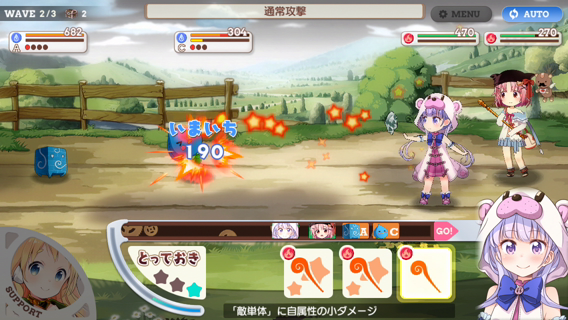 WAVE 2/3 2
通常攻撃
MENU
AUTO
682
A
304
C
470
270
いまいち
190
A
C
GO!
とっておき
SUPPORT
「敵単体」に自属性の小ダメージ